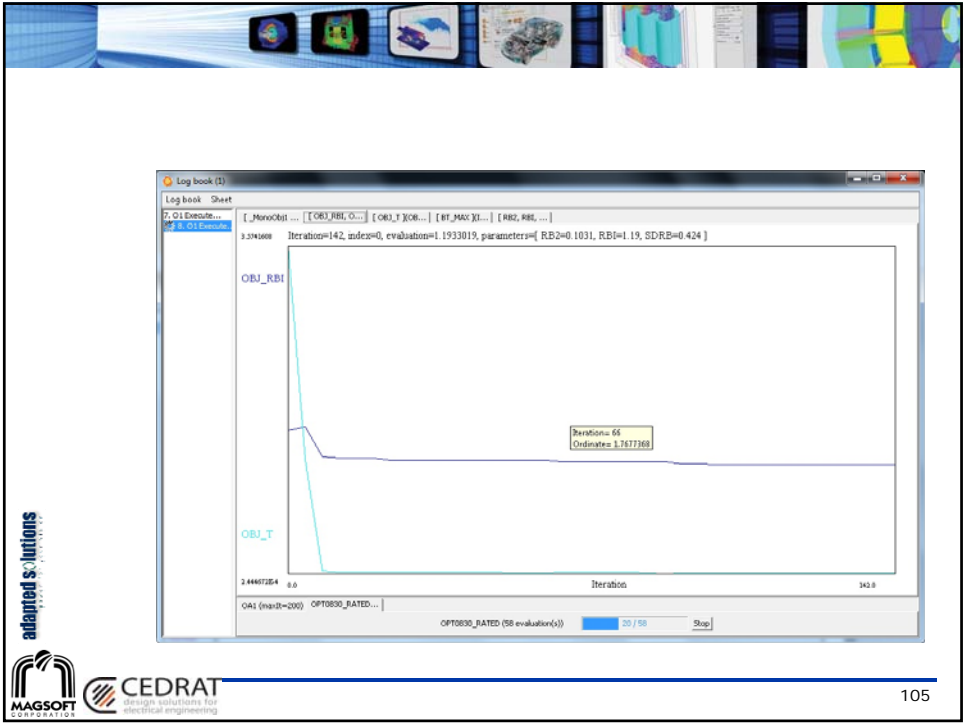 Log book (1)
Log book Sheet
7. O1 Execute...
8. O1 Execute...
[ _MonoObj1 ... [ OBJ_RBI, O... [ OBJ_T ](OB... [ BT_MAX ](I... [ RB2, RBI, ...
3.3741608 Iteration=142, index=0, evaluation=1.1933019, parameters=[ RB2=0.1031, RBI=1.19, SDRB=0.424 ]
OBJ_RBI
Iteration= 66
Ordinate= 1.7677368
OBJ_T
0.0 Iteration 142.0
OA1 (maxIt=200) OPT0830_RATED...
OPT0830_RATED (58 evaluation(s)) 20 / 58 Stop
adapted solutions
MAGSOFT
CORPORATION
CEDRAT
design solutions for
electrical engineering
105